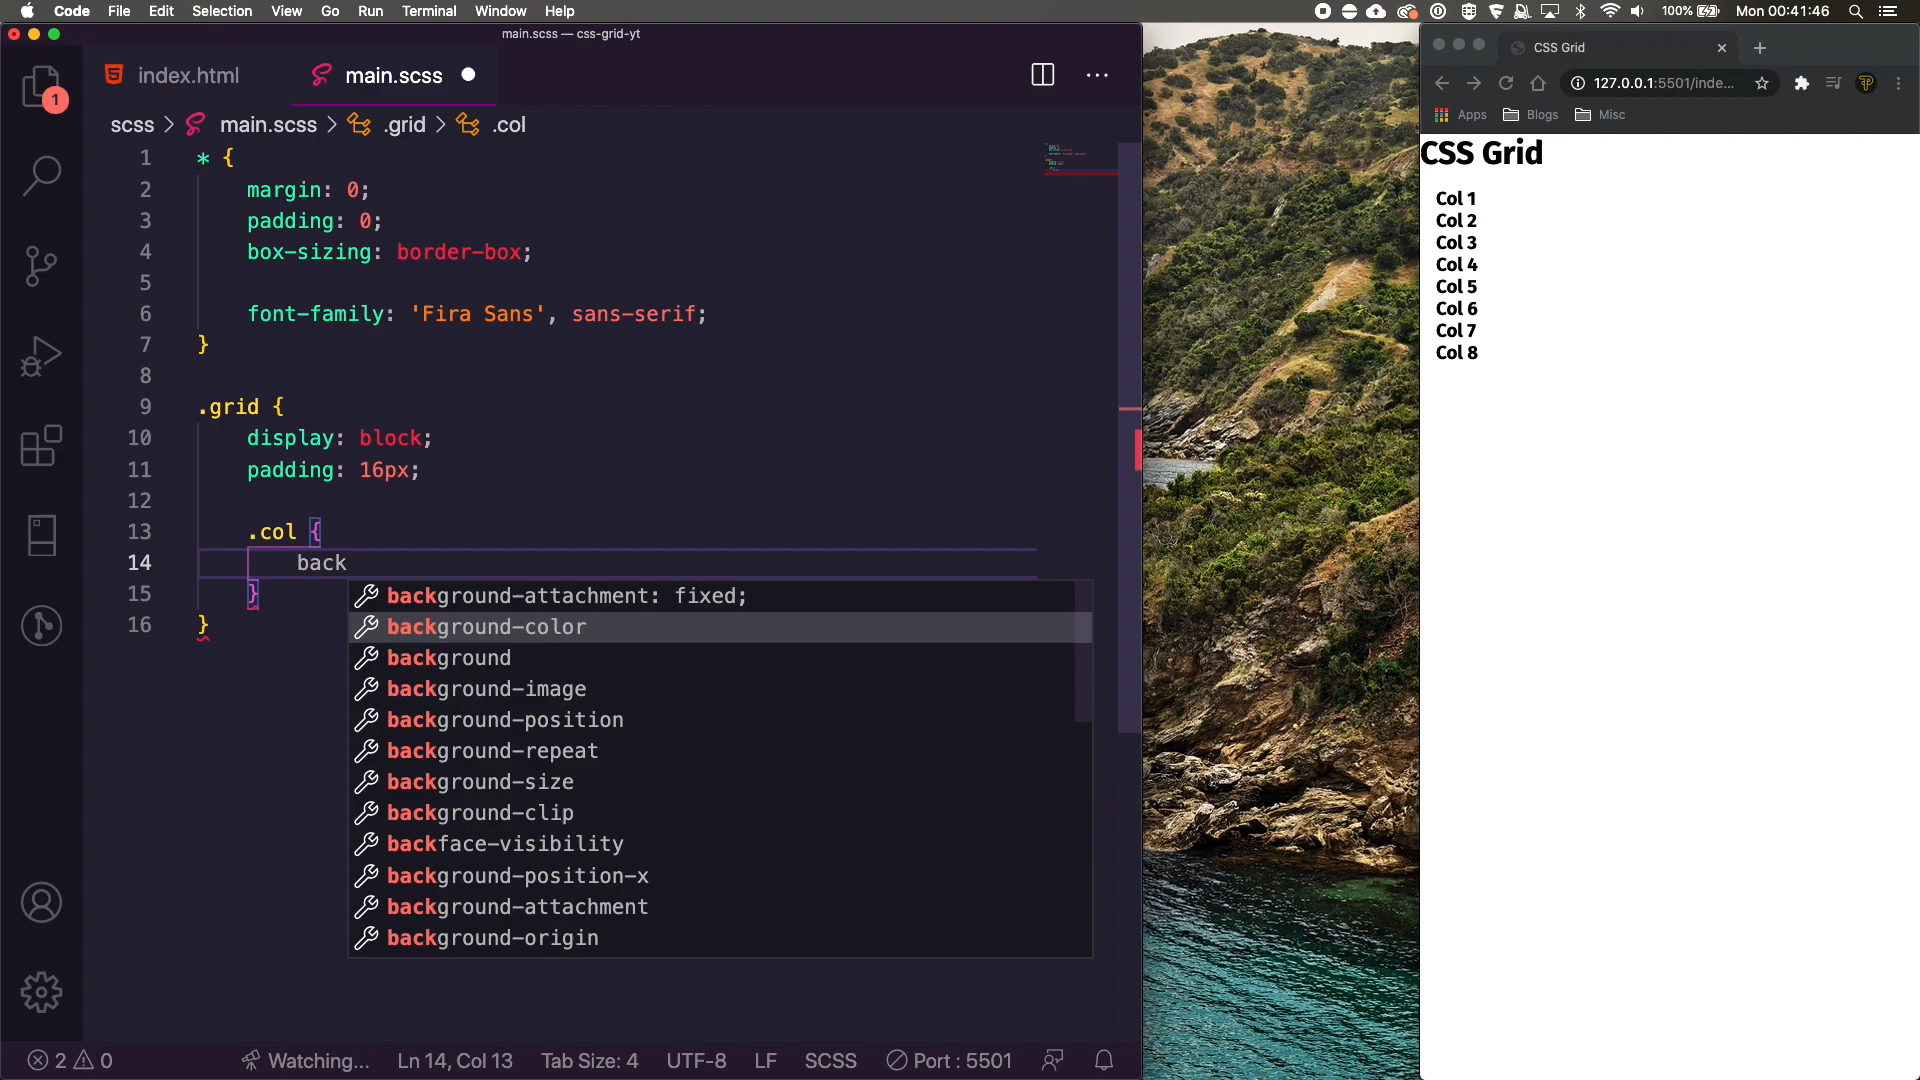 Code File Edit Selection View Go Run Terminal Window Help 100% Mon 00:41:46
main.scss — css-grid-yt
index.html main.scss
1
scss > main.scss > .grid > .col
1 * {
2 margin: 0;
3 padding: 0;
4 box-sizing: border-box;
5
6 font-family: 'Fira Sans', sans-serif;
7 }
8
9 .grid {
10 display: block;
11 padding: 16px;
12
13 .col {
14 back
15 }
16 }
background-attachment: fixed;
background-color
background
background-image
background-position
background-repeat
background-size
background-clip
backface-visibility
background-position-x
background-attachment
background-origin
2 0 Watching... Ln 14, Col 13 Tab Size: 4 UTF-8 LF SCSS Port : 5501
CSS Grid
127.0.0.1:5501/inde...
Apps Blogs Misc
CSS Grid
Col 1
Col 2
Col 3
Col 4
Col 5
Col 6
Col 7
Col 8